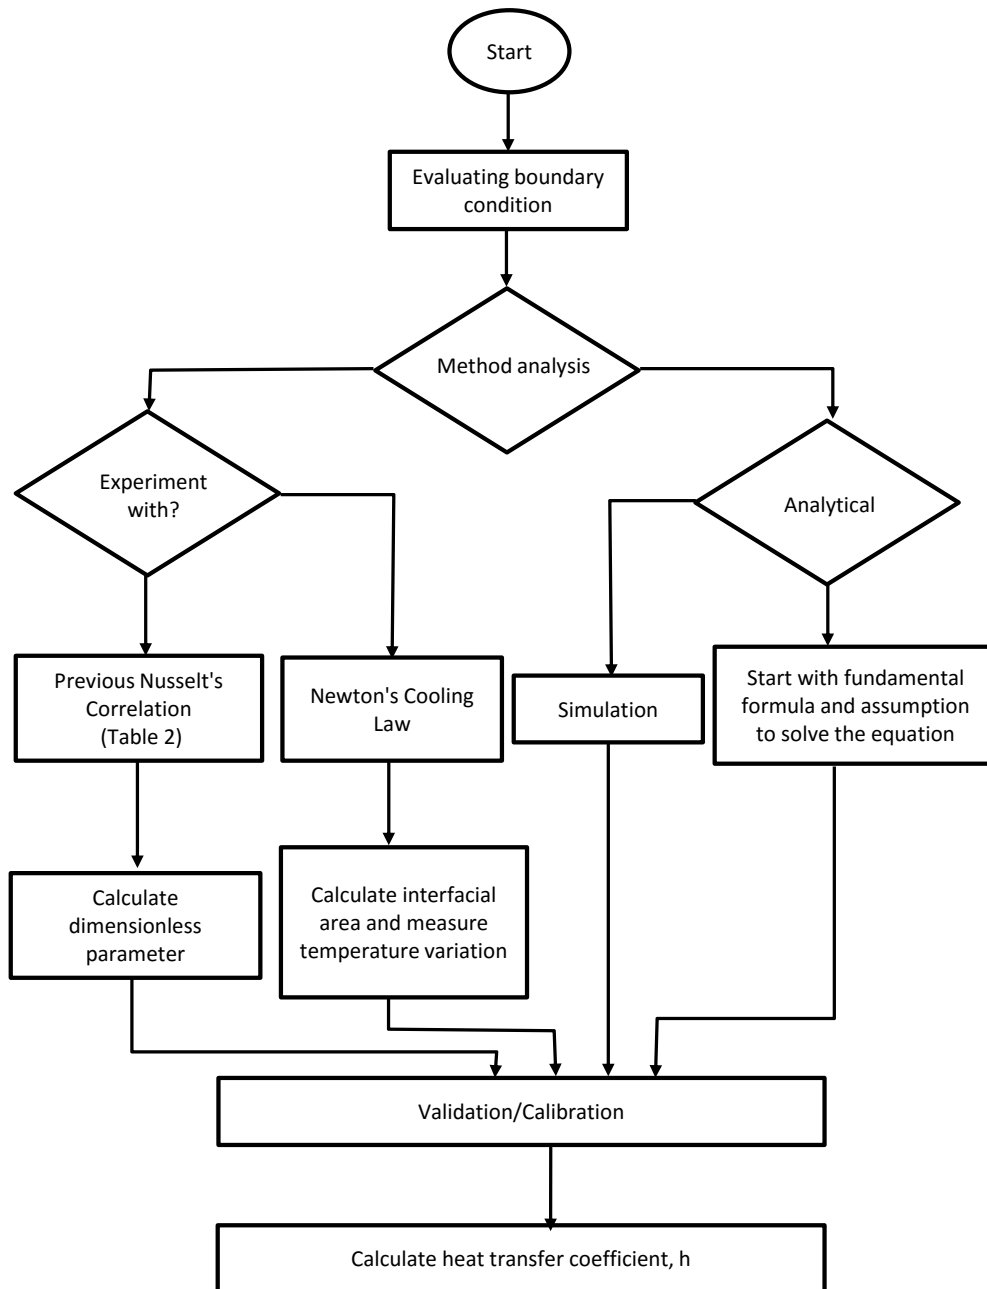 Start
Evaluating boundary
condition
Method analysis
Experiment
with?
Analytical
Previous Nusselt's
Correlation
(Table 2)
Newton's Cooling
Law
Simulation
Start with fundamental
formula and assumption
to solve the equation
Calculate
dimensionless
parameter
Calculate interfacial
area and measure
temperature variation
Validation/Calibration
Calculate heat transfer coefficient, h